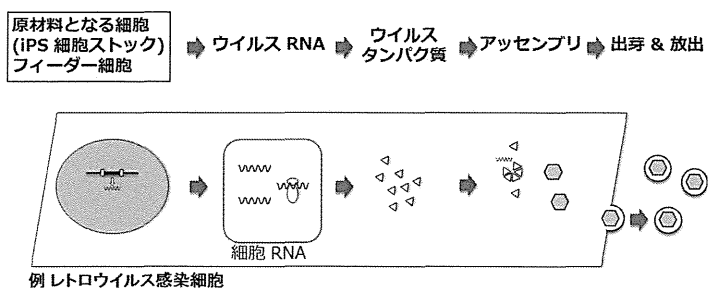 原材料となる細胞
(iPS 細胞ストック)
フィーダー細胞
ウイルス RNA
ウイルス
タンパク質
アッセンブリ
出芽 & 放出
細胞 RNA
例 レトロウイルス感染細胞